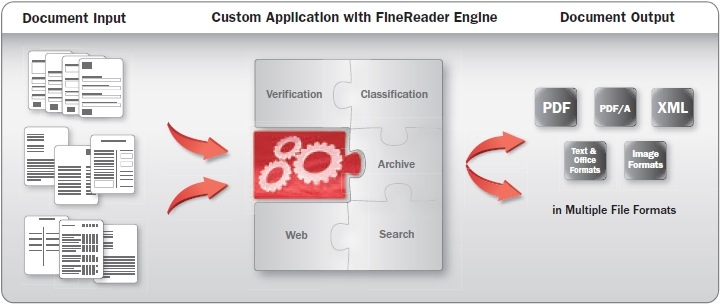 Document Input
Custom Application with FineReader Engine
Document Output
Verification
Classification
Archive
Web
Search
PDF
PDF/A
XML
Text &
Office
Formats
Image
Formats
in Multiple File Formats